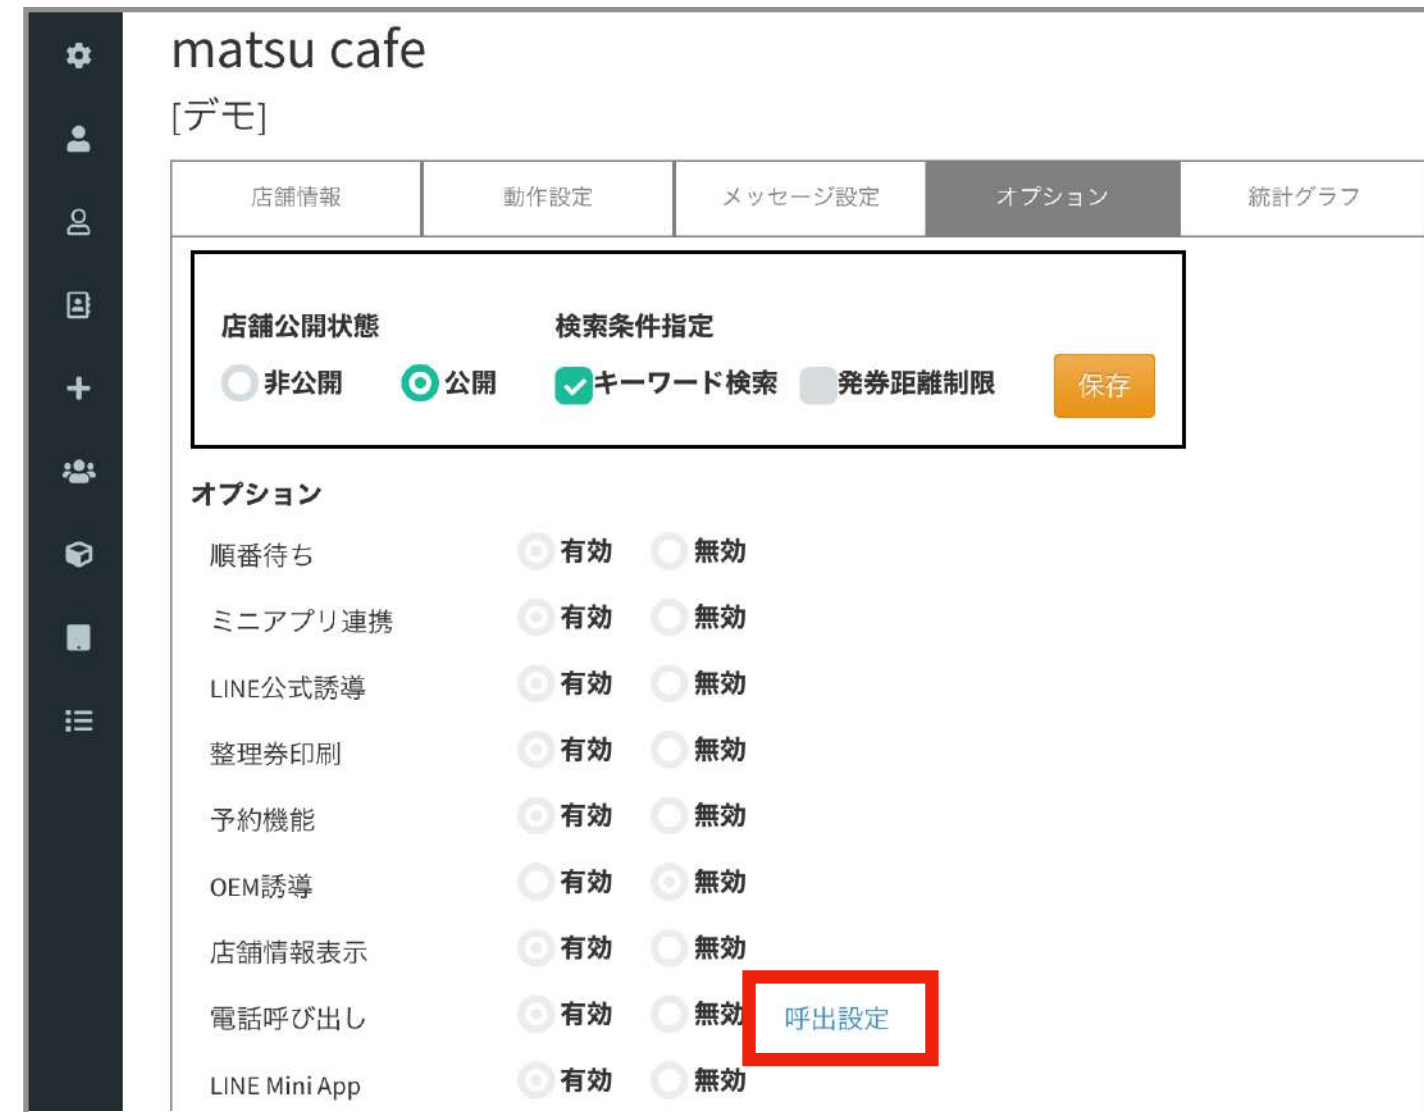 matsu cafe
[デモ]
店舗情報 動作設定 メッセージ設定 オプション 統計グラフ
店舗公開状態 検索条件指定
非公開 公開 キーワード検索 発券距離制限 保存
オプション
順番待ち 有効 無効
ミニアプリ連携 有効 無効
LINE公式誘導 有効 無効
整理券印刷 有効 無効
予約機能 有効 無効
OEM誘導 有効 無効
店舗情報表示 有効 無効
電話呼び出し 有効 無効 呼出設定
LINE Mini App 有効 無効